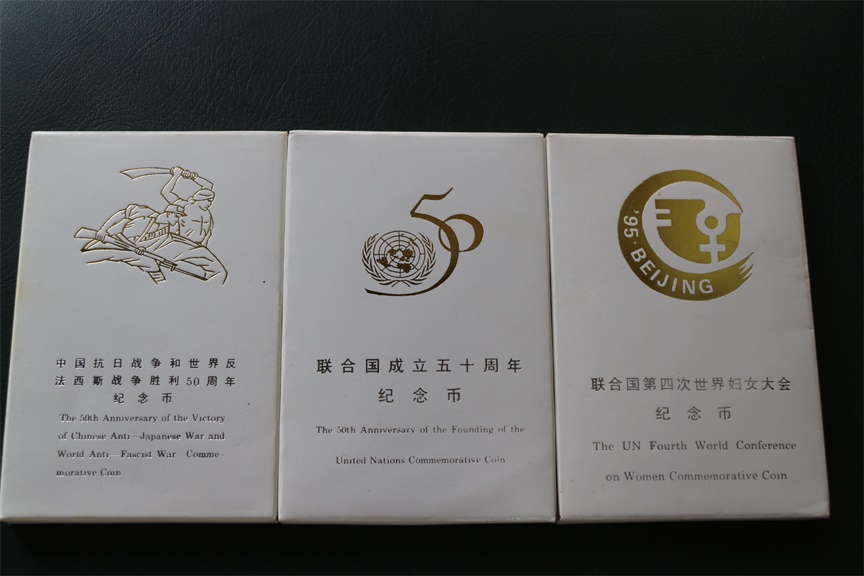 中国抗日战争和世界反
法西斯战争胜利50周年
纪念币
The 50th Anniversary of the Victory
of Chinese Anti—Japanese War and
World Anti—Fascist War Comme-
morative Coin
50
联合国成立五十周年
纪念币
The 50th Anniversary of the Founding of the
United Nations Commemorative Coin
'95·BEIJING
联合国第四次世界妇女大会
纪念币
The UN Fourth World Conference
on Women Commemorative Coin